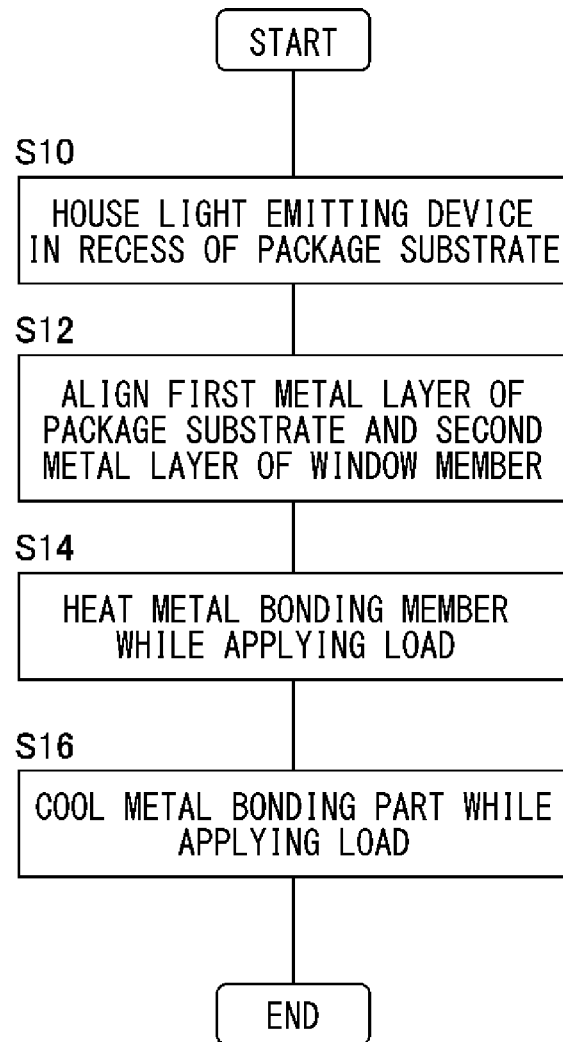 START
S10
HOUSE LIGHT EMITTING DEVICE
IN RECESS OF PACKAGE SUBSTRATE
S12
ALIGN FIRST METAL LAYER OF
PACKAGE SUBSTRATE AND SECOND
METAL LAYER OF WINDOW MEMBER
S14
HEAT METAL BONDING MEMBER
WHILE APPLYING LOAD
S16
COOL METAL BONDING PART WHILE
APPLYING LOAD
END